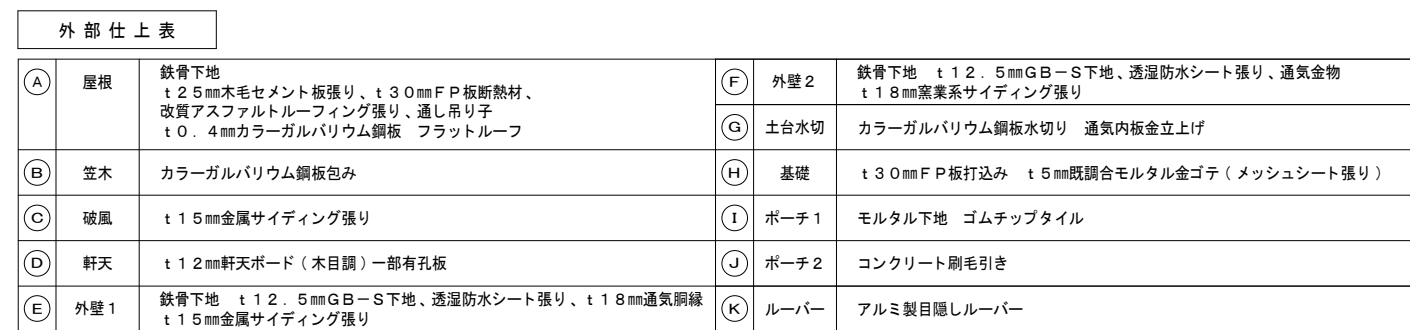 外部仕上表
Ａ 屋根 鉄骨下地
ｔ２５㎜木毛セメント板張り、ｔ３０㎜ＦＰ板断熱材、
改質アスファルトルーフィング張り、通し吊り子
ｔ０．４㎜カラーガルバリウム鋼板　フラットルーフ
Ｂ 笠木 カラーガルバリウム鋼板包み
Ｃ 破風 ｔ１５㎜金属サイディング張り
Ｄ 軒天 ｔ１２㎜軒天ボード（木目調）一部有孔板
Ｅ 外壁１ 鉄骨下地　ｔ１２．５㎜ＧＢ－Ｓ下地、透湿防水シート張り、ｔ１８㎜通気胴縁
ｔ１５㎜金属サイディング張り
Ｆ 外壁２ 鉄骨下地　ｔ１２．５㎜ＧＢ－Ｓ下地、透湿防水シート張り、通気金物
ｔ１８㎜窯業系サイディング張り
Ｇ 土台水切 カラーガルバリウム鋼板水切り　通気内板金立上げ
Ｈ 基礎 ｔ３０㎜ＦＰ板打込み　ｔ５㎜既調合モルタル金ゴテ（メッシュシート張り）
Ｉ ポーチ１ モルタル下地　ゴムチップタイル
Ｊ ポーチ２ コンクリート刷毛引き
Ｋ ルーバー アルミ製目隠しルーバー